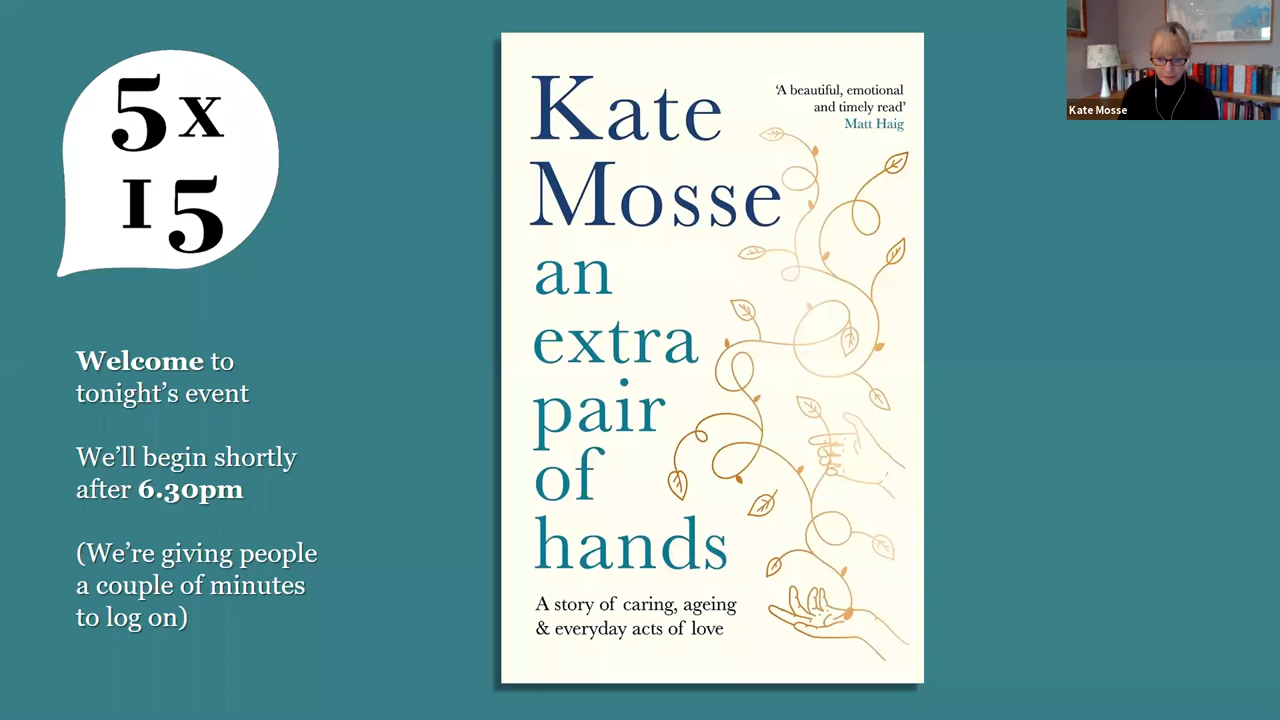 5x
15
Welcome to
tonight's event
We'll begin shortly
after 6.30pm
(We're giving people
a couple of minutes
to log on)
Kate
Mosse
'A beautiful, emotional
and timely read'
Matt Haig
an
extra
pair
of
hands
A story of caring, ageing
& everyday acts of love
Kate Mosse